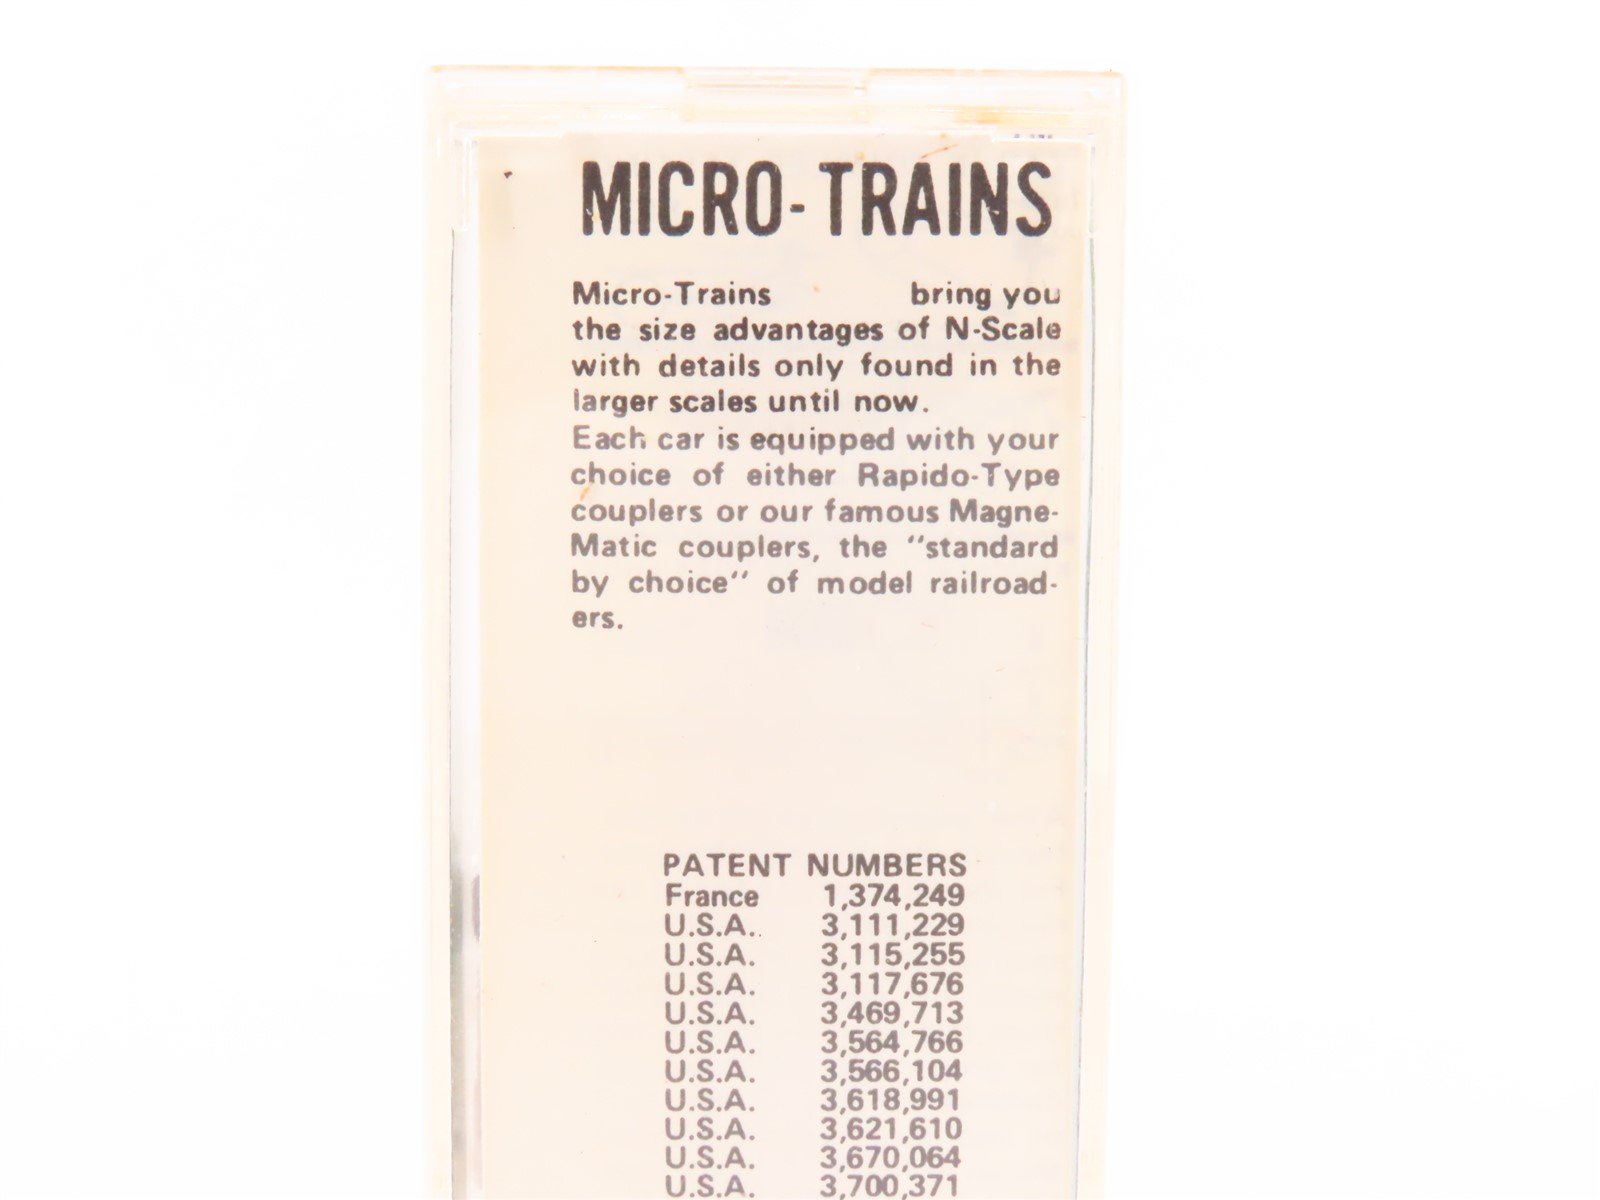 MICRO-TRAINS
Micro-Trains bring you
the size advantages of N-Scale
with details only found in the
larger scales until now.
Each car is equipped with your
choice of either Rapido-Type
couplers or our famous Magne-
Matic couplers, the "standard
by choice" of model railroad-
ers.
PATENT NUMBERS
France 1,374,249
U.S.A.. 3,111,229
U.S.A. 3,115,255
U.S.A. 3,117,676
U.S.A. 3,469,713
U.S.A. 3,564,766
U.S.A. 3,566,104
U.S.A. 3,618,991
U.S.A. 3,621,610
U.S.A. 3,670,064
U.S.A. 3,700,371